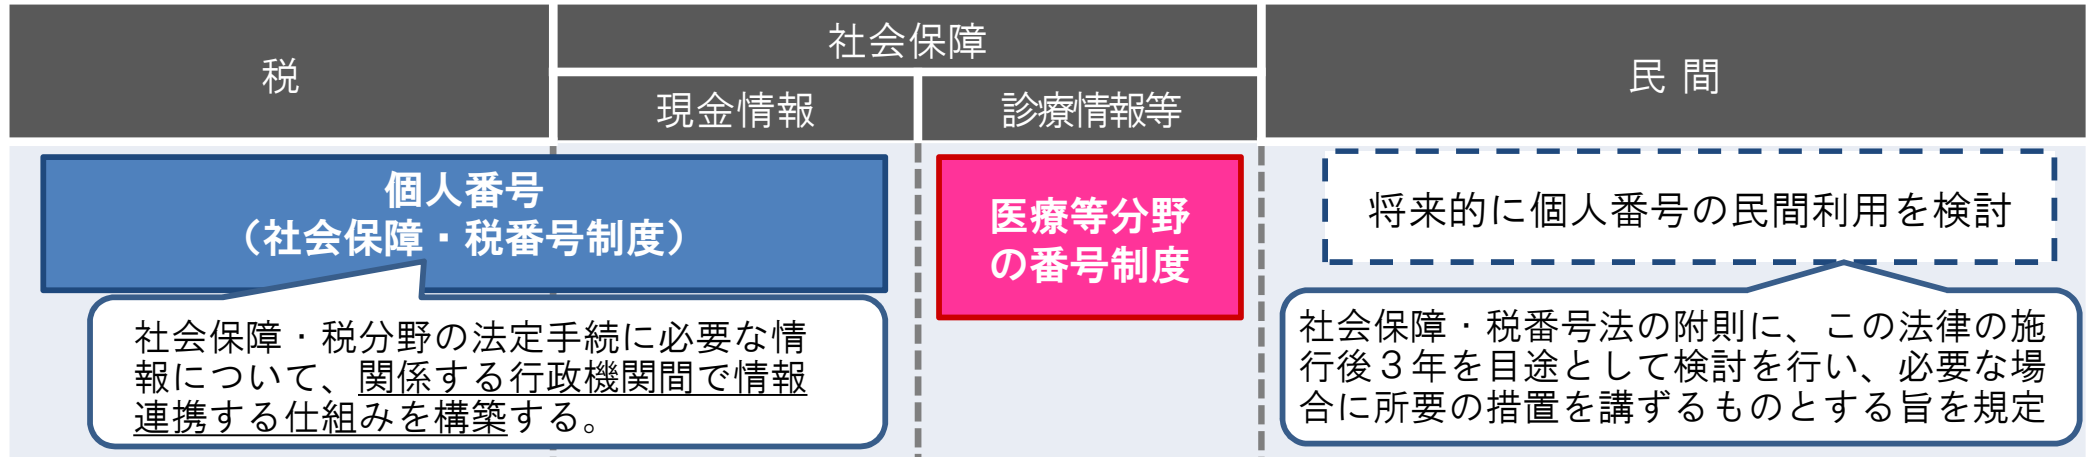 税
社会保障
民 間
現金情報
診療情報等
個人番号
（社会保障・税番号制度）
医療等分野
の番号制度
将来的に個人番号の民間利用を検討
社会保障・税分野の法定手続に必要な情
報について、関係する行政機関間で情報
連携する仕組みを構築する。
社会保障・税番号法の附則に、この法律の施
行後３年を目途として検討を行い、必要な場
合に所要の措置を講ずるものとする旨を規定